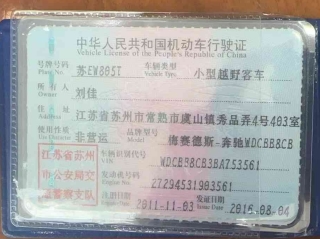 中华人民共和国机动车行驶证
Vehicle License of the People's Republic of China
号牌号码 苏EW885T 车辆类型 小型越野客车
Plate No. Vehicle Type
所有人 刘佳
Owner
住 址 江苏省苏州市常熟市虞山镇秀品弄4号403室
Address
使用性质 非营运 品牌型号 梅赛德斯-奔驰WDCBB8CB
Use Character Model
江苏省苏州 车辆识别代号 WDCBB8CB3BA753561
市公安局交 VIN
发动机号码 27294531903561
通警察支队 Engine No.
注册日期 2011-11-03 发证日期 2015-08-04
Register Date Issue Date